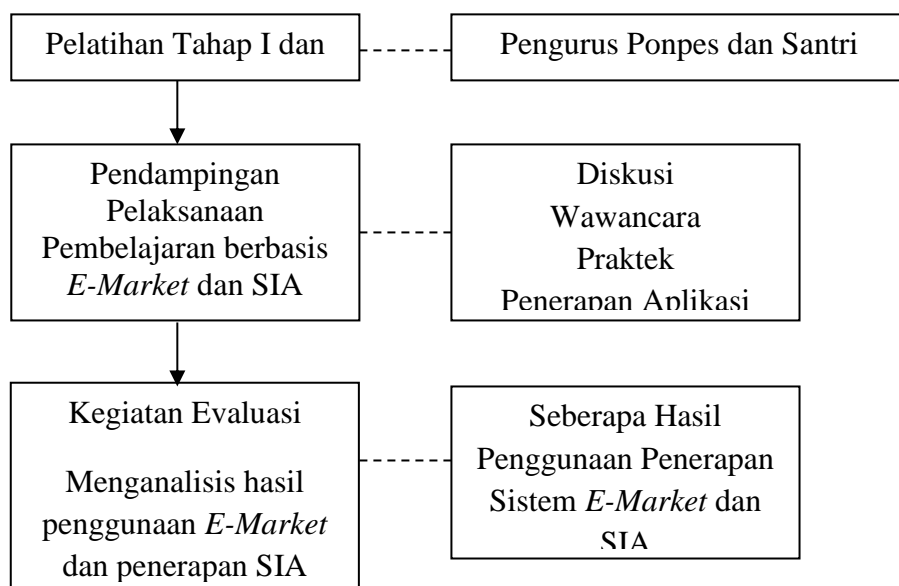 Pelatihan Tahap I dan
Pengurus Ponpes dan Santri
Pendampingan
Pelaksanaan
Pembelajaran berbasis
E-Market dan SIA
Diskusi
Wawancara
Praktek
Penerapan Aplikasi
Kegiatan Evaluasi
Menganalisis hasil
penggunaan E-Market
dan penerapan SIA
Seberapa Hasil
Penggunaan Penerapan
Sistem E-Market dan
SIA